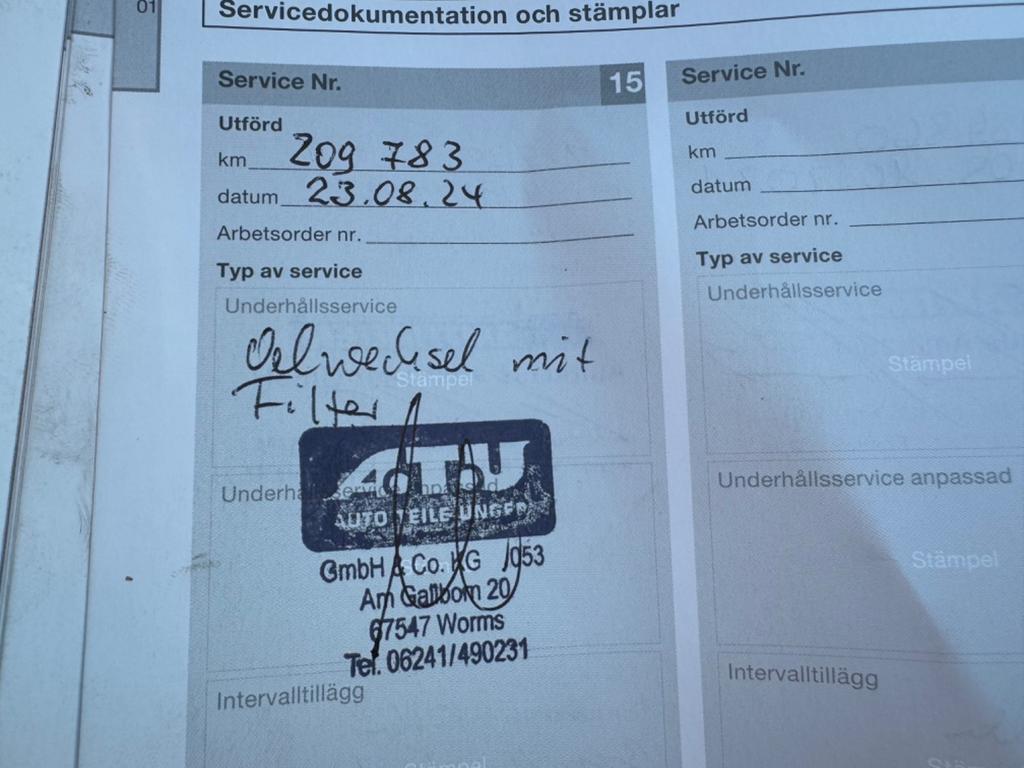 01
Servicedokumentation och stämplar
Service Nr. 15
Utförd
km 209 783
datum 23.08.24
Arbetsorder nr.
Typ av service
Underhållsservice
Oelwechsel mit
Stämpel
Filter
Underhållsservice anpassad
ATU
AUTO TEILE UNGER
GmbH & Co. KG /053
Am Gallborn 20
67547 Worms
Tel. 06241/490231
Intervalltillägg
Stämpel
Service Nr.
Utförd
km
datum
Arbetsorder nr.
Typ av service
Underhållsservice
Stämpel
Underhållsservice anpassad
Stämpel
Intervalltillägg